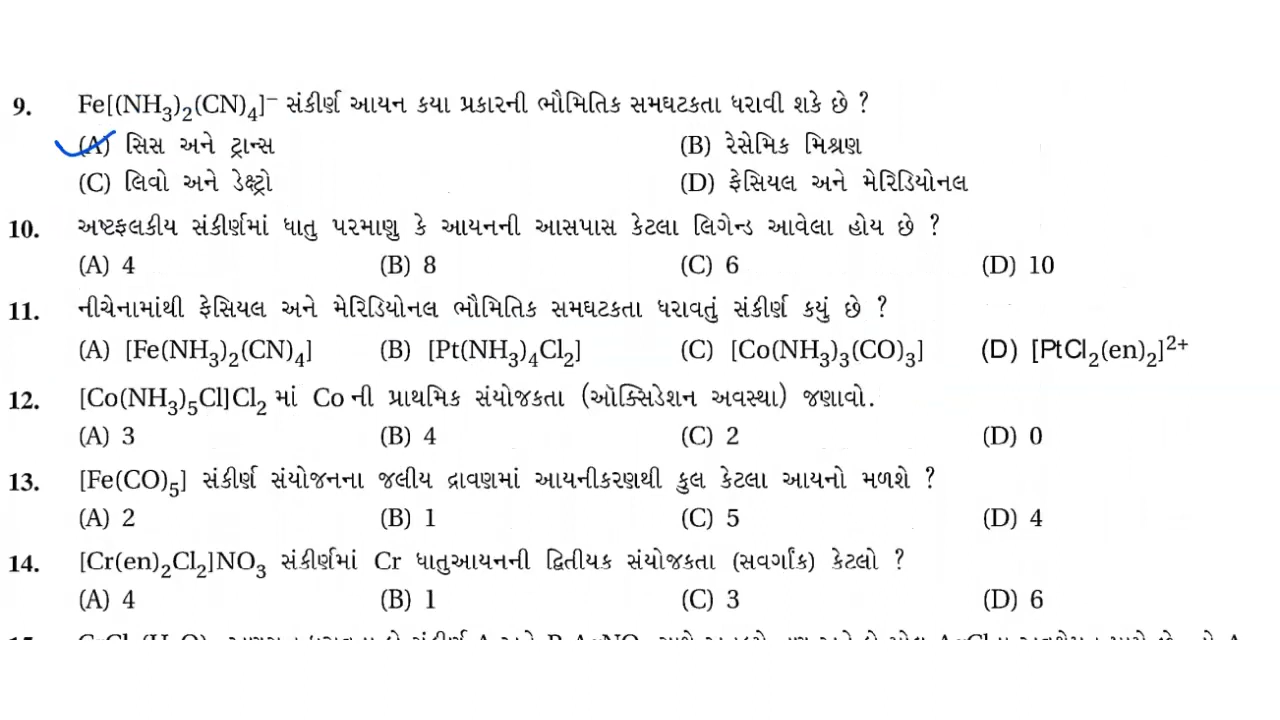 9. Fe[(NH₃)₂(CN)₄]⁻ સંકીર્ણ આયન કયા પ્રકારની ભૌમિતિક સમઘટકતા ધરાવી શકે છે ?
(A) સિસ અને ટ્રાન્સ (B) રેસેમિક મિશ્રણ
(C) લિવો અને ડેક્ષ્ટ્રો (D) ફેસિયલ અને મેરિડિયોનલ
10. અષ્ટફલકીય સંકીર્ણમાં ધાતુ પરમાણુ કે આયનની આસપાસ કેટલા લિગેન્ડ આવેલા હોય છે ?
(A) 4 (B) 8 (C) 6 (D) 10
11. નીચેનામાંથી ફેસિયલ અને મેરિડિયોનલ ભૌમિતિક સમઘટકતા ધરાવતું સંકીર્ણ કયું છે ?
(A) [Fe(NH₃)₂(CN)₄] (B) [Pt(NH₃)₄Cl₂] (C) [Co(NH₃)₃(CO)₃] (D) [PtCl₂(en)₂]²⁺
12. [Co(NH₃)₅Cl]Cl₂ માં Co ની પ્રાથમિક સંયોજકતા (ઑક્સિડેશન અવસ્થા) જણાવો.
(A) 3 (B) 4 (C) 2 (D) 0
13. [Fe(CO)₅] સંકીર્ણ સંયોજનના જલીય દ્રાવણમાં આયનીકરણથી કુલ કેટલા આયનો મળશે ?
(A) 2 (B) 1 (C) 5 (D) 4
14. [Cr(en)₂Cl₂]NO₃ સંકીર્ણમાં Cr ધાતુઆયનની દ્વિતીયક સંયોજકતા (સવર્ગાંક) કેટલો ?
(A) 4 (B) 1 (C) 3 (D) 6